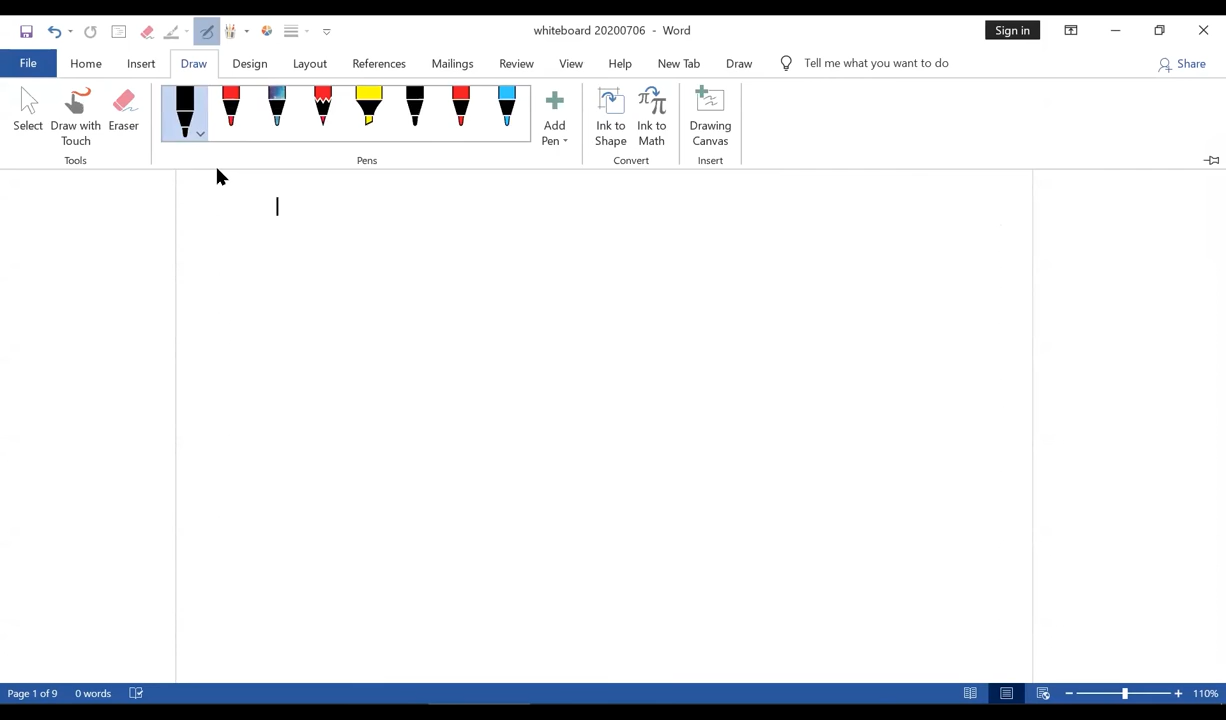 whiteboard 20200706 - Word
Sign in
File Home Insert Draw Design Layout References Mailings Review View Help New Tab Draw Tell me what you want to do Share
Select
Draw with
Touch
Eraser
Tools
Pens
Add
Pen
Ink to
Shape
Ink to
Math
Convert
Drawing
Canvas
Insert
Page 1 of 9 0 words 110%